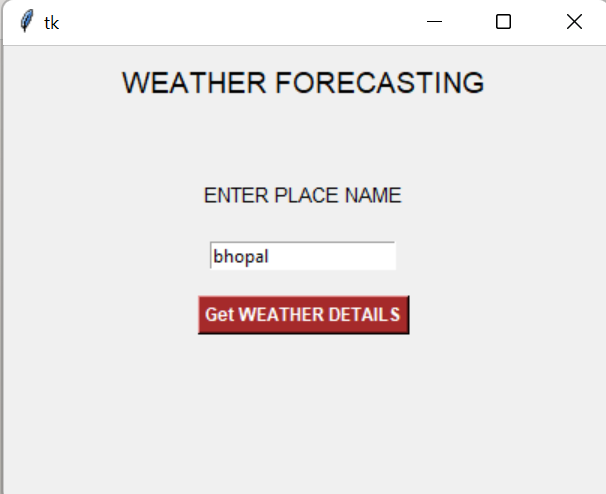 tk
WEATHER FORECASTING
ENTER PLACE NAME
bhopal
Get WEATHER DETAILS